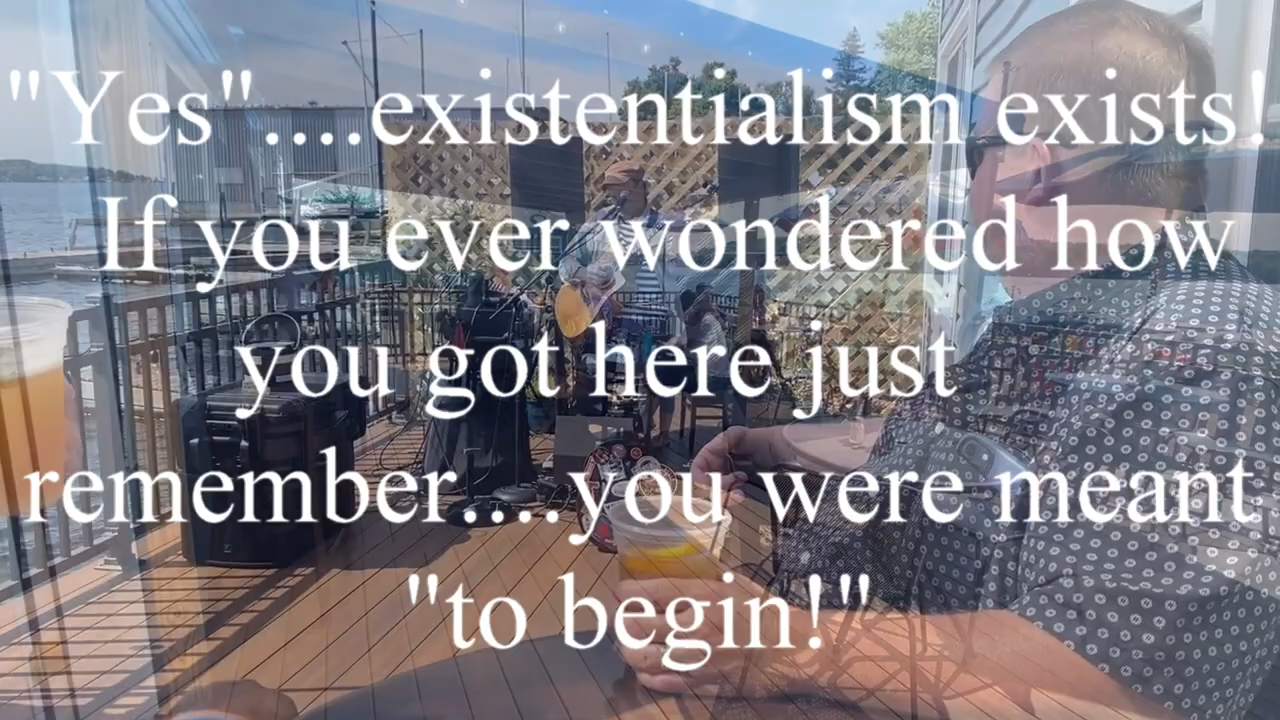 "Yes"....existentialism exists!
If you ever wondered how
you got here just
remember....you were meant
"to begin!"